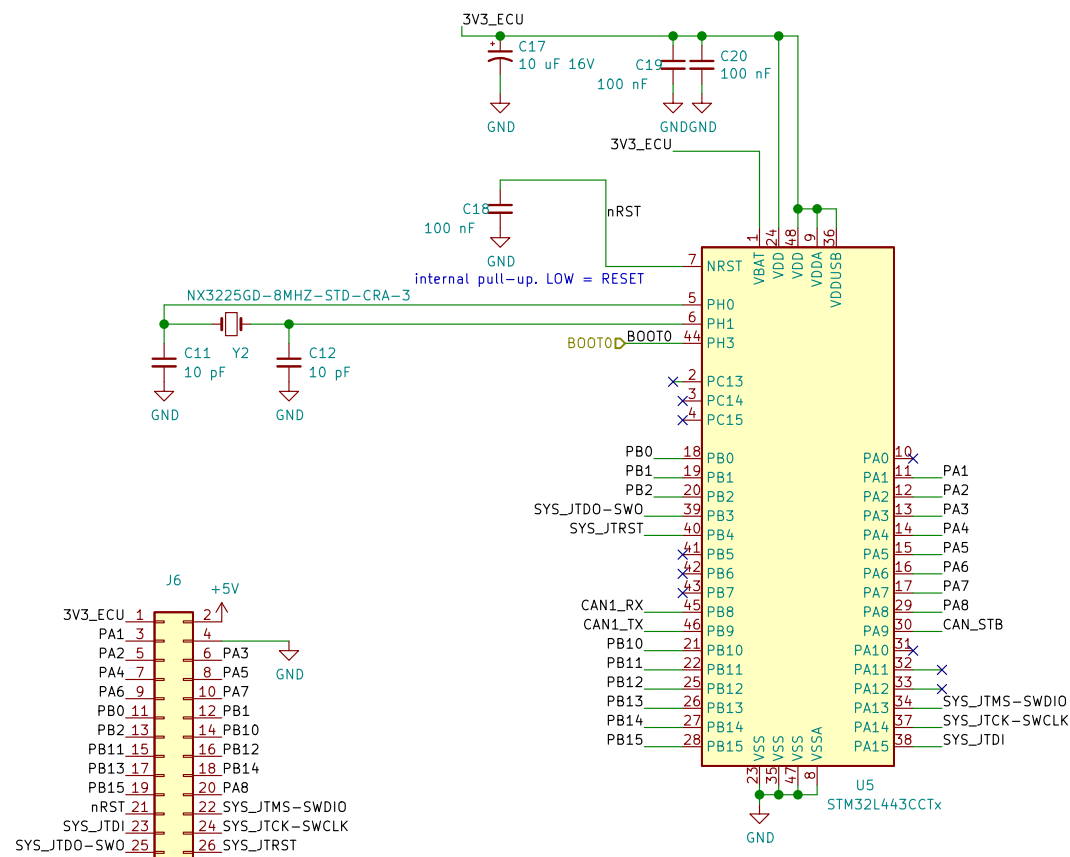 3V3_ECU
C17
10 uF 16V
GND
C19
100 nF
GND
C20
100 nF
GND
3V3_ECU
C18
100 nF
GND
nRST
internal pull-up. LOW = RESET
NX3225GD-8MHZ-STD-CRA-3
Y2
C11
10 pF
GND
C12
10 pF
GND
BOOT0
BOOT0
1 VBAT
24 VDD
48 VDD
9 VDDA
36 VDDUSB
7 NRST
5 PH0
6 PH1
44 PH3
2 PC13
3 PC14
4 PC15
PB0 18 PB0
PB1 19 PB1
PB2 20 PB2
SYS_JTDO-SWO 39 PB3
SYS_JTRST 40 PB4
41 PB5
42 PB6
43 PB7
CAN1_RX 45 PB8
CAN1_TX 46 PB9
PB10 21 PB10
PB11 22 PB11
PB12 25 PB12
PB13 26 PB13
PB14 27 PB14
PB15 28 PB15
PA0 10
PA1 11 PA1
PA2 12 PA2
PA3 13 PA3
PA4 14 PA4
PA5 15 PA5
PA6 16 PA6
PA7 17 PA7
PA8 29 PA8
PA9 30 CAN_STB
PA10 31
PA11 32
PA12 33
PA13 34 SYS_JTMS-SWDIO
PA14 37 SYS_JTCK-SWCLK
PA15 38 SYS_JTDI
VSS 23
VSS 35
VSS 47
VSSA 8
GND
U5
STM32L443CCTx
J6
+5V
GND
3V3_ECU 1 2
PA1 3 4
PA2 5 6 PA3
PA4 7 8 PA5
PA6 9 10 PA7
PB0 11 12 PB1
PB2 13 14 PB10
PB11 15 16 PB12
PB13 17 18 PB14
PB15 19 20 PA8
nRST 21 22 SYS_JTMS-SWDIO
SYS_JTDI 23 24 SYS_JTCK-SWCLK
SYS_JTDO-SWO 25 26 SYS_JTRST